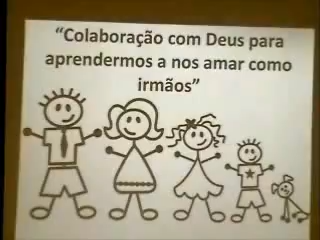 “Colaboração com Deus para
aprendermos a nos amar como
irmãos”